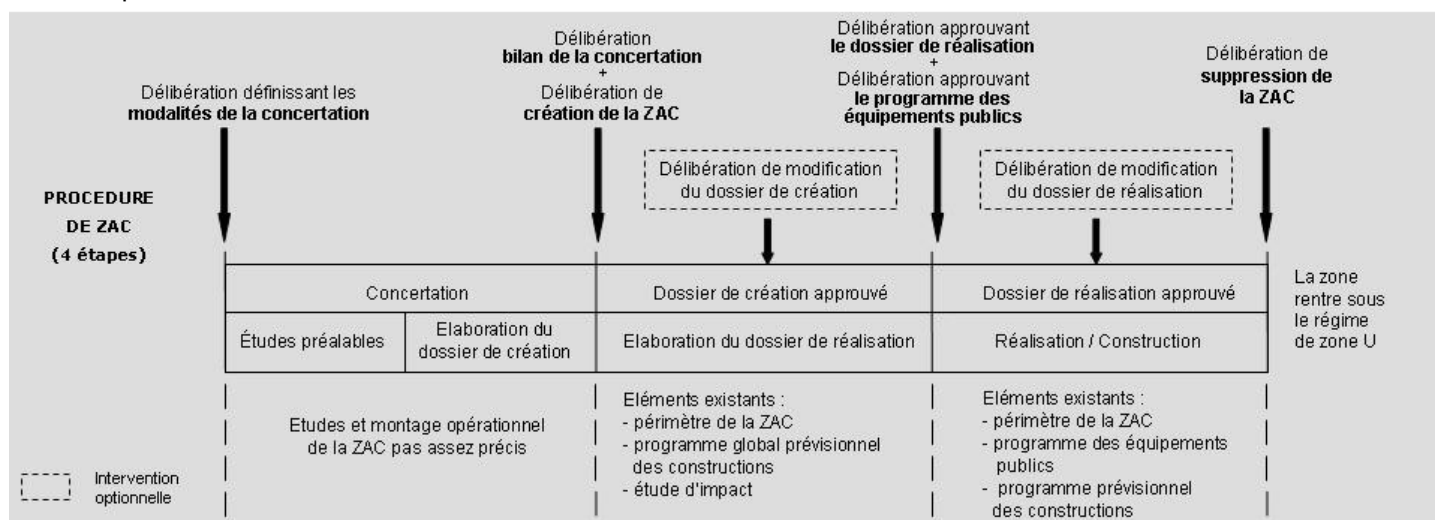 Délibération définissant les
modalités de la concertation
Délibération
bilan de la concertation
+
Délibération de
création de la ZAC
Délibération approuvant
le dossier de réalisation
+
Délibération approuvant
le programme des
équipements publics
Délibération de
suppression de
la ZAC
Délibération de modification
du dossier de création
Délibération de modification
du dossier de réalisation
PROCEDURE
DE ZAC
(4 étapes)
Concertation
Dossier de création approuvé
Dossier de réalisation approuvé
La zone
rentre sous
le régime
de zone U
Études préalables
Elaboration du
dossier de création
Elaboration du dossier de réalisation
Réalisation / Construction
Etudes et montage opérationnel
de la ZAC pas assez précis
Eléments existants :
- périmètre de la ZAC
- programme global prévisionnel
des constructions
- étude d'impact
Eléments existants :
- périmètre de la ZAC
- programme des équipements
publics
- programme prévisionnel
des constructions
Intervention
optionnelle